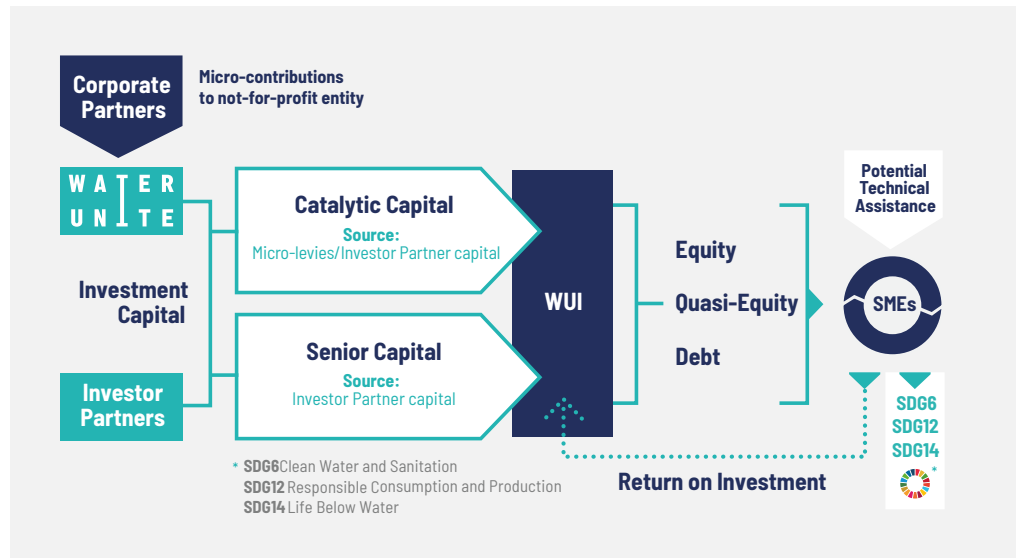 Corporate
Partners
Micro-contributions
to not-for-profit entity
WATER
UNITE
Investment
Capital
Investor
Partners
Catalytic Capital
Source:
Micro-levies/Investor Partner capital
Senior Capital
Source:
Investor Partner capital
WUI
Equity
Quasi-Equity
Debt
Potential
Technical
Assistance
SMEs
SDG6
SDG12
SDG14
*
Return on Investment
* SDG6 Clean Water and Sanitation
SDG12 Responsible Consumption and Production
SDG14 Life Below Water